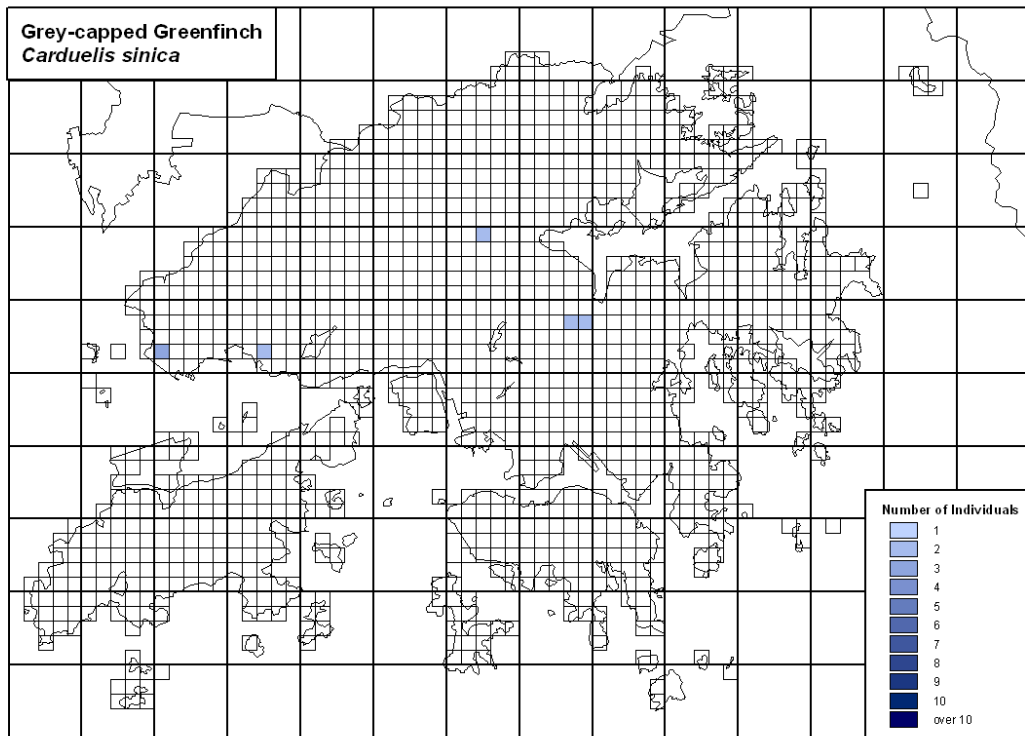 Grey-capped Greenfinch
Carduelis sinica
Number of Individuals
1
2
3
4
5
6
7
8
9
10
over 10